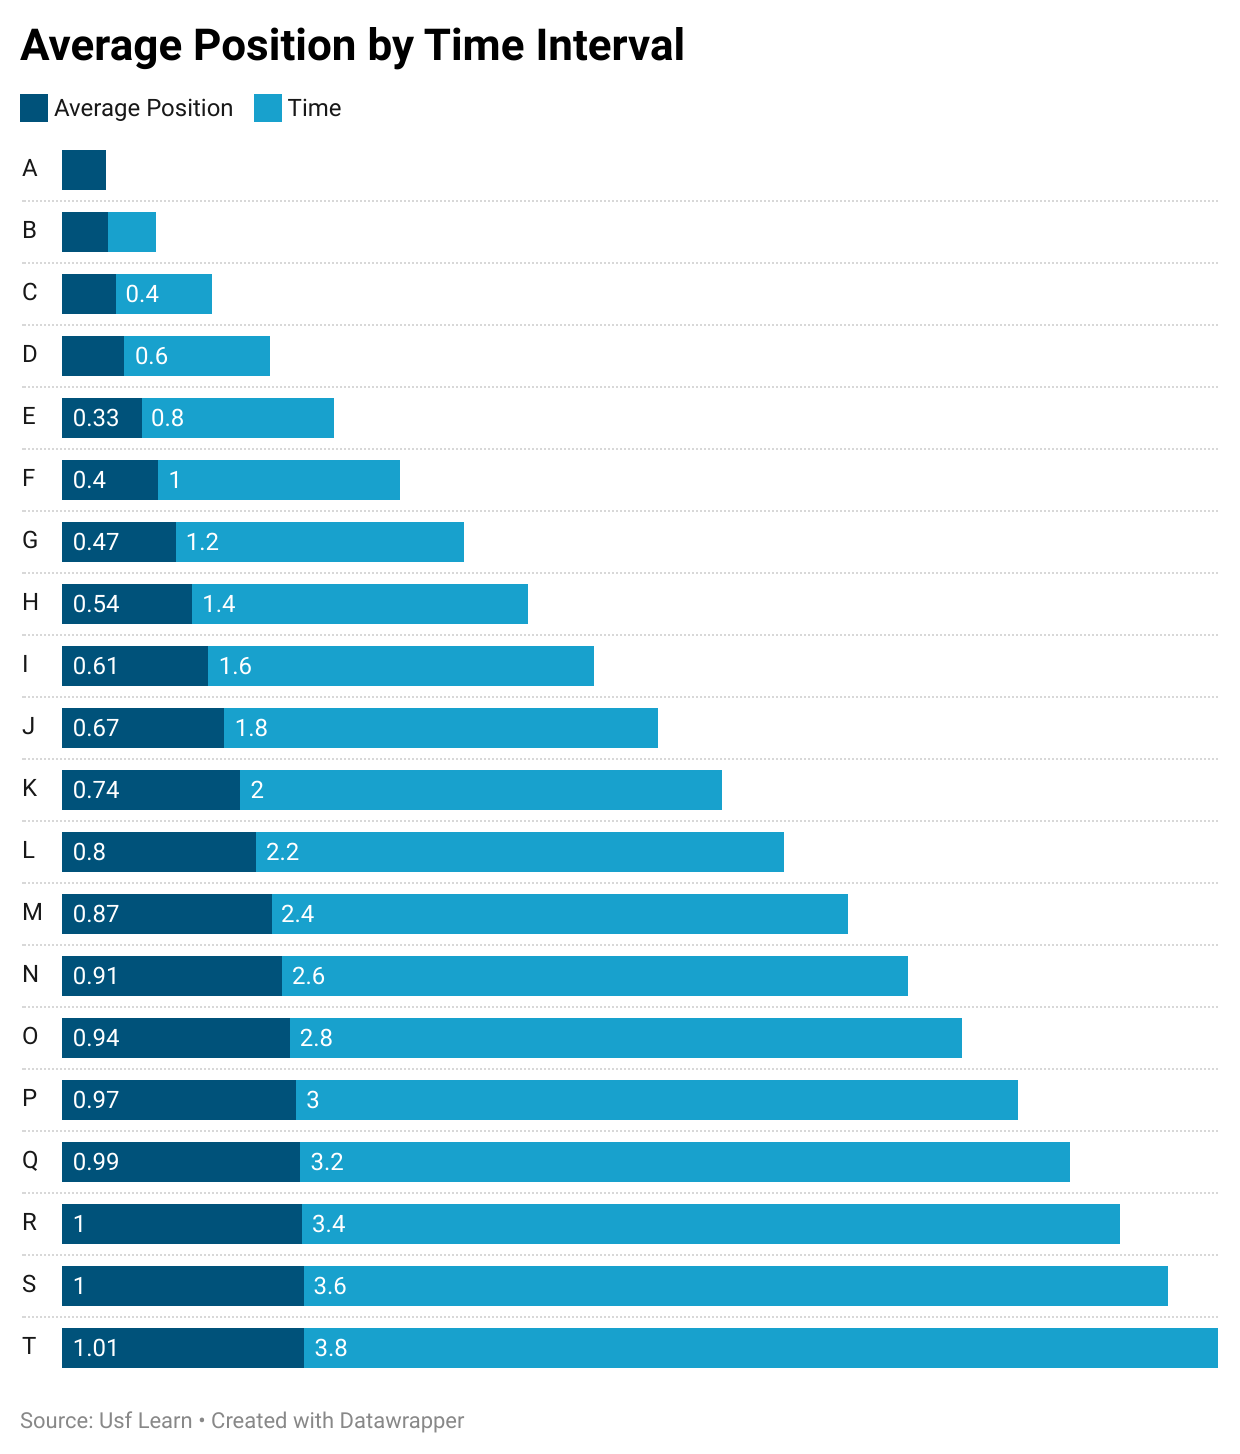 Average Position by Time Interval
Average Position Time
A
B
C 0.4
D 0.6
E 0.33 0.8
F 0.4 1
G 0.47 1.2
H 0.54 1.4
I 0.61 1.6
J 0.67 1.8
K 0.74 2
L 0.8 2.2
M 0.87 2.4
N 0.91 2.6
O 0.94 2.8
P 0.97 3
Q 0.99 3.2
R 1 3.4
S 1 3.6
T 1.01 3.8
Source: Usf Learn • Created with Datawrapper